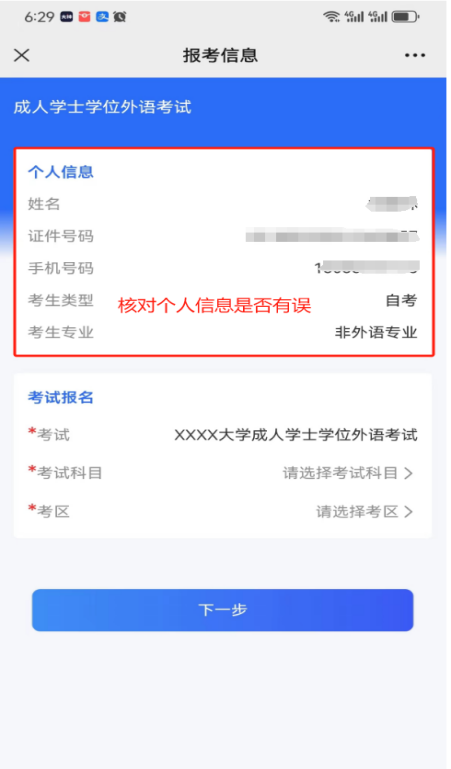 6:29
4G 4G
报考信息
成人学士学位外语考试
个人信息
姓名
证件号码
手机号码
考生类型 核对个人信息是否有误 自考
考生专业 非外语专业
考试报名
*考试 XXXX大学成人学士学位外语考试
*考试科目 请选择考试科目 >
*考区 请选择考区 >
下一步